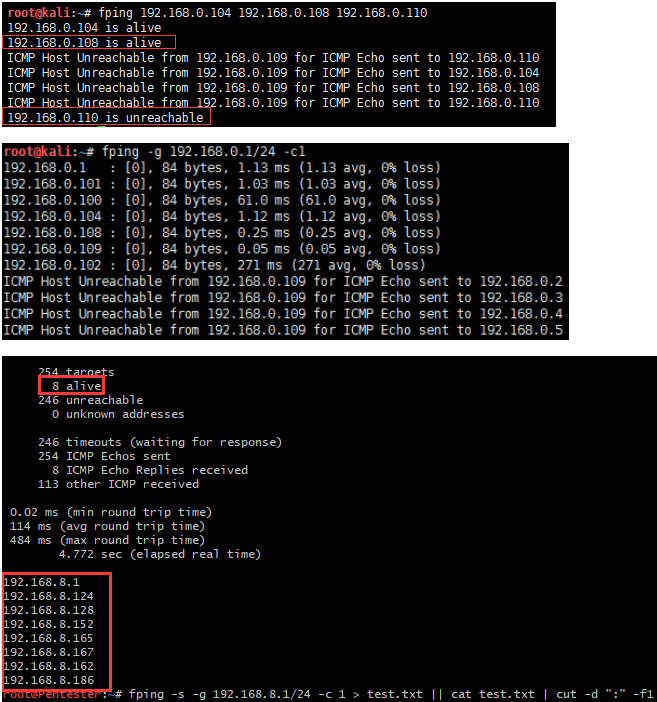 root@kali:~# fping 192.168.0.104 192.168.0.108 192.168.0.110
192.168.0.104 is alive
192.168.0.108 is alive
ICMP Host Unreachable from 192.168.0.109 for ICMP Echo sent to 192.168.0.110
ICMP Host Unreachable from 192.168.0.109 for ICMP Echo sent to 192.168.0.104
ICMP Host Unreachable from 192.168.0.109 for ICMP Echo sent to 192.168.0.108
ICMP Host Unreachable from 192.168.0.109 for ICMP Echo sent to 192.168.0.110
192.168.0.110 is unreachable
root@kali:~# fping -g 192.168.0.1/24 -c1
192.168.0.1   : [0], 84 bytes, 1.13 ms (1.13 avg, 0% loss)
192.168.0.101 : [0], 84 bytes, 1.03 ms (1.03 avg, 0% loss)
192.168.0.100 : [0], 84 bytes, 61.0 ms (61.0 avg, 0% loss)
192.168.0.104 : [0], 84 bytes, 1.12 ms (1.12 avg, 0% loss)
192.168.0.108 : [0], 84 bytes, 0.25 ms (0.25 avg, 0% loss)
192.168.0.109 : [0], 84 bytes, 0.05 ms (0.05 avg, 0% loss)
192.168.0.102 : [0], 84 bytes, 271 ms (271 avg, 0% loss)
ICMP Host Unreachable from 192.168.0.109 for ICMP Echo sent to 192.168.0.2
ICMP Host Unreachable from 192.168.0.109 for ICMP Echo sent to 192.168.0.3
ICMP Host Unreachable from 192.168.0.109 for ICMP Echo sent to 192.168.0.4
ICMP Host Unreachable from 192.168.0.109 for ICMP Echo sent to 192.168.0.5
254 targets
8 alive
246 unreachable
0 unknown addresses
246 timeouts (waiting for response)
254 ICMP Echos sent
8 ICMP Echo Replies received
113 other ICMP received
0.02 ms (min round trip time)
114 ms (avg round trip time)
484 ms (max round trip time)
4.772 sec (elapsed real time)
192.168.8.1
192.168.8.124
192.168.8.128
192.168.8.152
192.168.8.165
192.168.8.167
192.168.8.162
192.168.8.186
root@Pentester:~# fping -s -g 192.168.8.1/24 -c 1 > test.txt || cat test.txt | cut -d ":" -f1